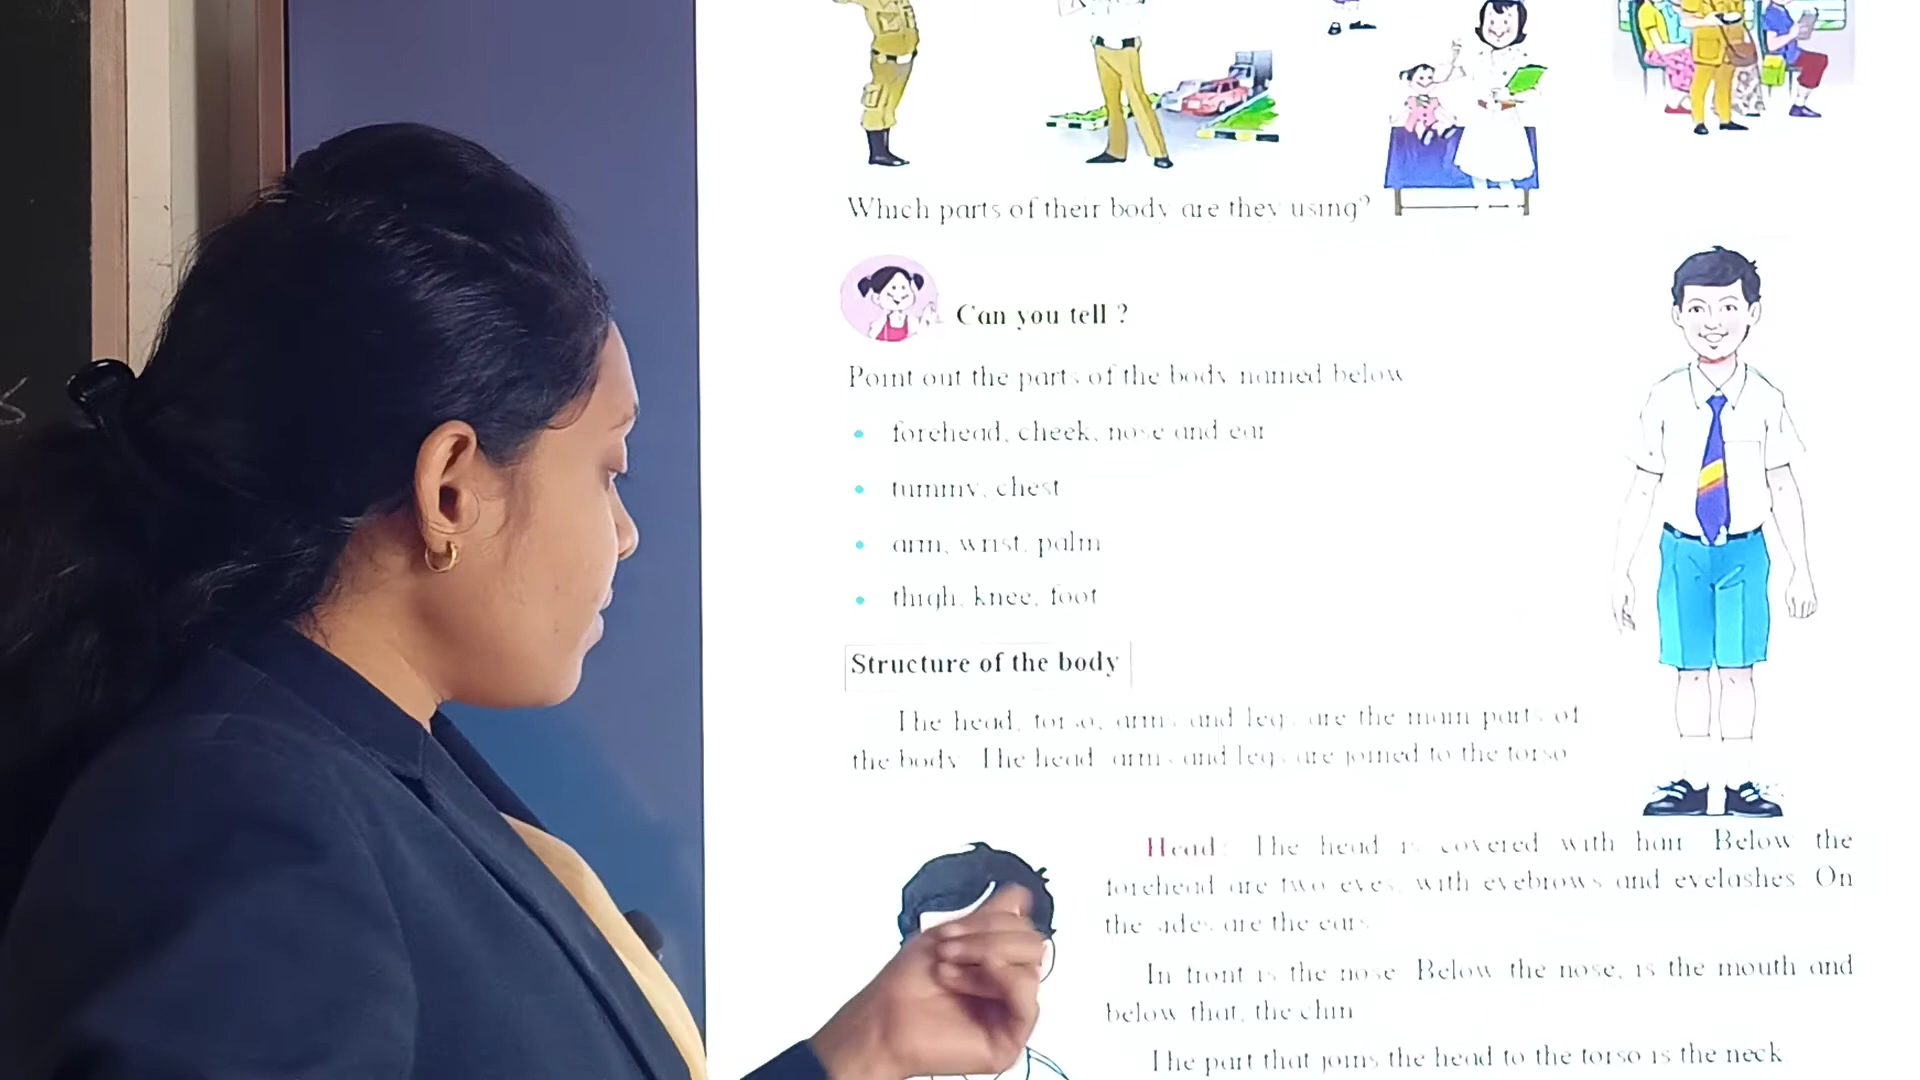 Which parts of their body are they using?
Can you tell ?
Point out the parts of the body named below
forehead, cheek, nose and ear
tummy, chest
arm, wrist, palm
thigh, knee, foot
Structure of the body
The head, torso, arms and legs are the main parts of
the body. The head, arms and legs are joined to the torso
Head: The head is covered with hair. Below the
forehead are two eyes, with eyebrows and eyelashes. On
the sides are the ears
In front is the nose. Below the nose, is the mouth and
below that, the chin
The part that joins the head to the torso is the neck